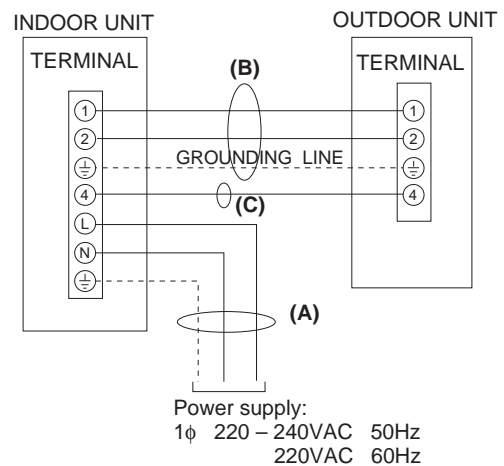 INDOOR UNIT
OUTDOOR UNIT
TERMINAL
(B)
TERMINAL
1
1
2
2
GROUNDING LINE
4
4
(C)
L
N
(A)
Power supply:
1ϕ 220 – 240VAC 50Hz
220VAC 60Hz